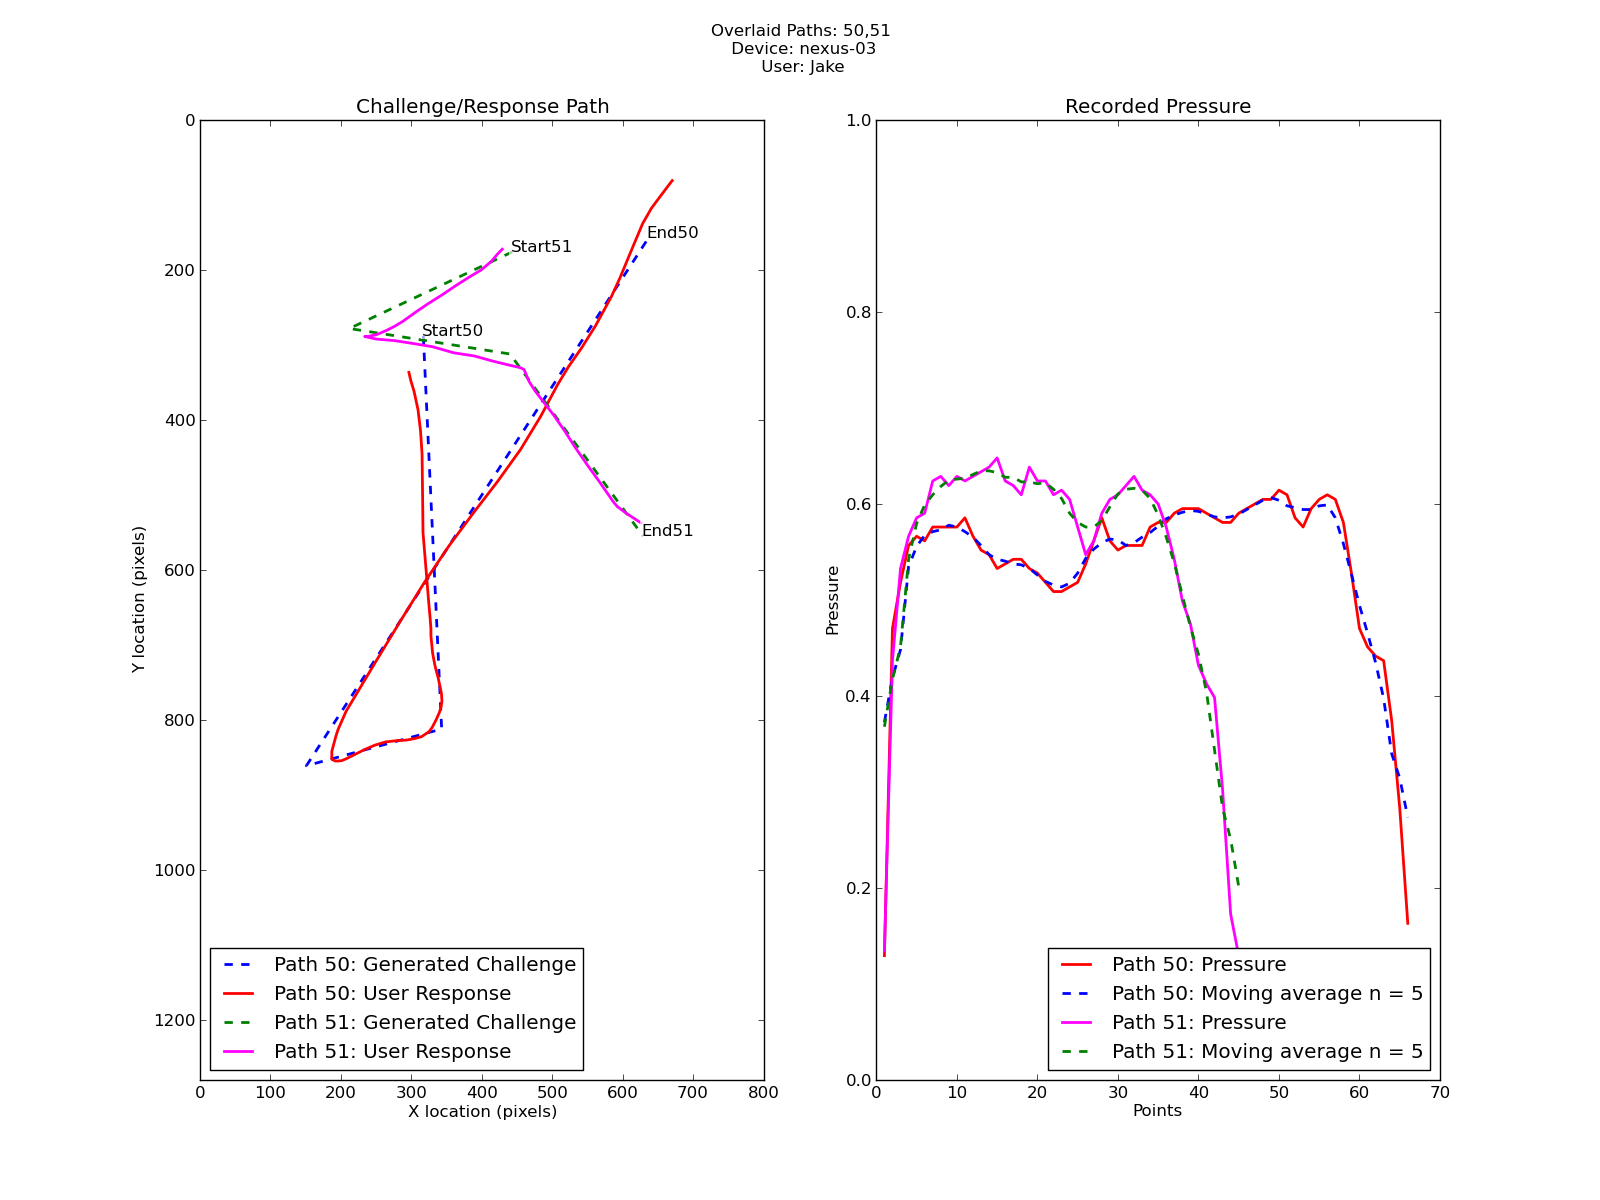 Overlaid Paths: 50,51
Device: nexus-03
User: Jake
Challenge/Response Path
0
200
400
600
800
1000
1200
Y location (pixels)
Start51
End50
Start50
End51
Path 50: Generated Challenge
Path 50: User Response
Path 51: Generated Challenge
Path 51: User Response
0 100 200 300 400 500 600 700 800
X location (pixels)
Recorded Pressure
1.0
0.8
0.6
0.4
0.2
0.0
Pressure
Path 50: Pressure
Path 50: Moving average n = 5
Path 51: Pressure
Path 51: Moving average n = 5
0 10 20 30 40 50 60 70
Points